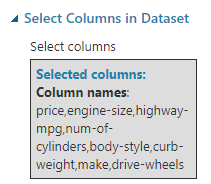 Select Columns in Dataset
Select columns
Selected columns:
Column names:
price,engine-size,highway-
mpg,num-of-
cylinders,body-style,curb-
weight,make,drive-wheels